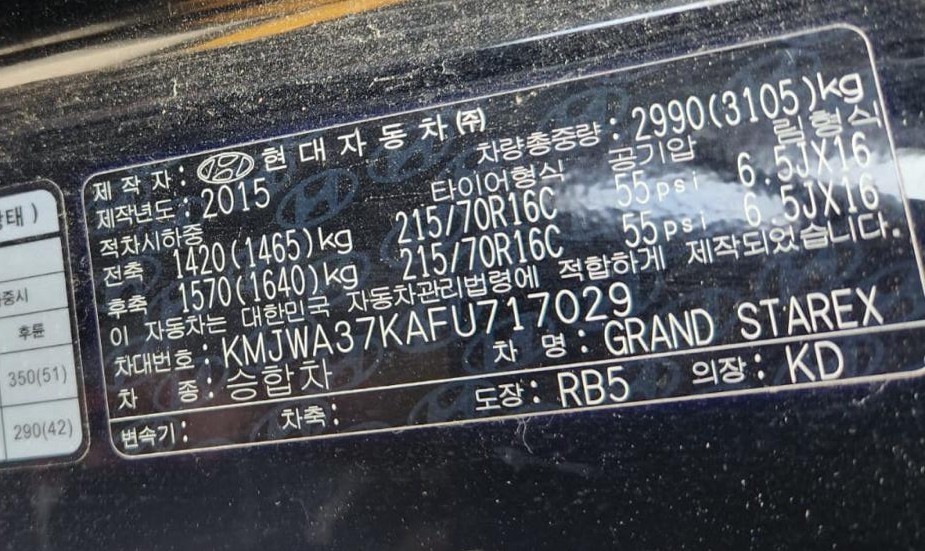 제작자: 현대자동차㈜
제작년도: 2015 차량총중량: 2990(3105)kg
적차시하중 타이어형식 공기압 림형식
전축 1420(1465)kg 215/70R16C 55psi 6.5JX16
후축 1570(1640)kg 215/70R16C 55psi 6.5JX16
이 자동차는 대한민국 자동차관리법령에 적합하게 제작되었습니다.
차대번호: KMJWA37KAFU717029
차 종: 승합차 차 명: GRAND STAREX
변속기: 차축: 도장: RB5 의장: KD
태)
중시
후륜
350(51)
290(42)